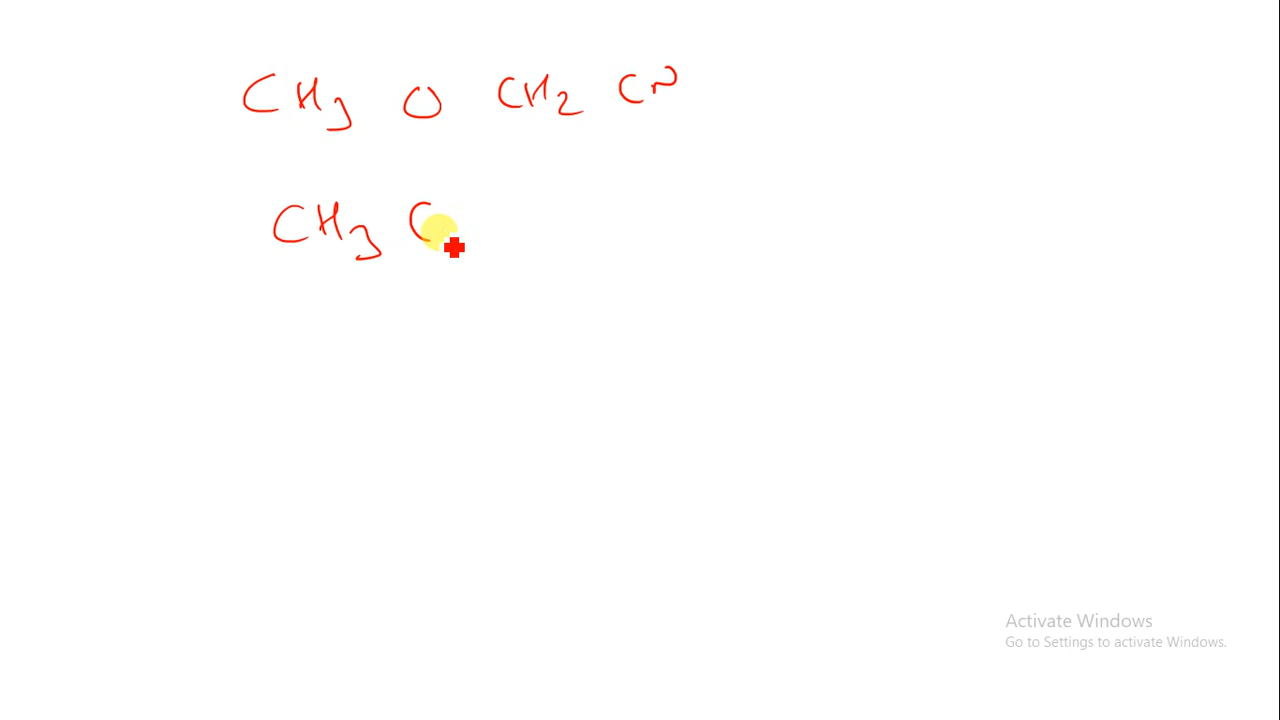 CH3 O CH2 CN
CH3 C
Activate Windows
Go to Settings to activate Windows.